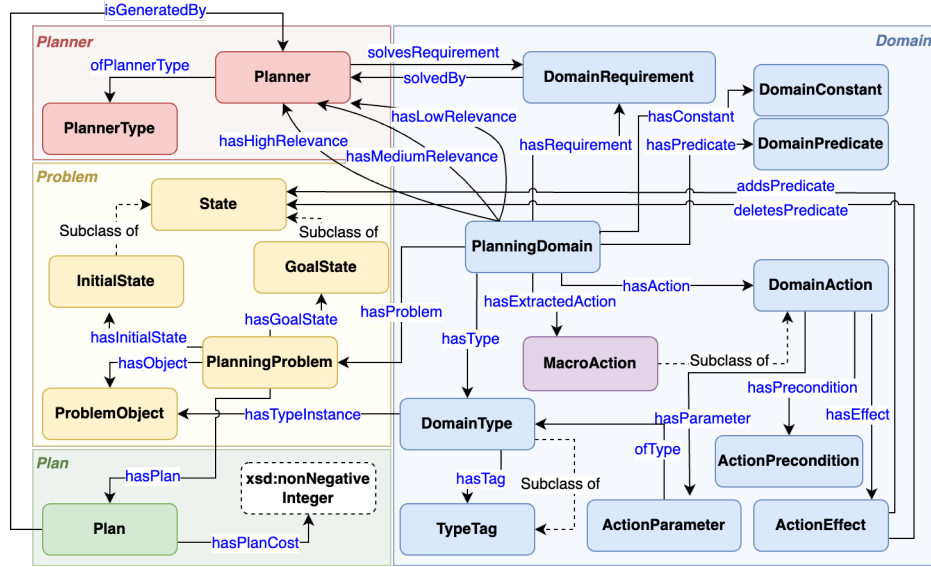 isGeneratedBy
Planner
Domain
solvesRequirement
ofPlannerType
Planner
solvedBy
DomainRequirement
DomainConstant
hasLowRelevance
hasConstant
PlannerType
hasHighRelevance
hasRequirement
hasPredicate
DomainPredicate
hasMediumRelevance
Problem
addsPredicate
State
deletesPredicate
Subclass of
Subclass of
PlanningDomain
InitialState
GoalState
hasAction
DomainAction
hasExtractedAction
hasProblem
hasGoalState
hasInitialState
hasType
hasObject
PlanningProblem
MacroAction
Subclass of
hasPrecondition
ProblemObject
hasTypeInstance
DomainType
hasParameter
hasEffect
ofType
Plan
hasPlan
xsd:nonNegative
Integer
hasTag
Subclass of
ActionPrecondition
Plan
hasPlanCost
TypeTag
ActionParameter
ActionEffect